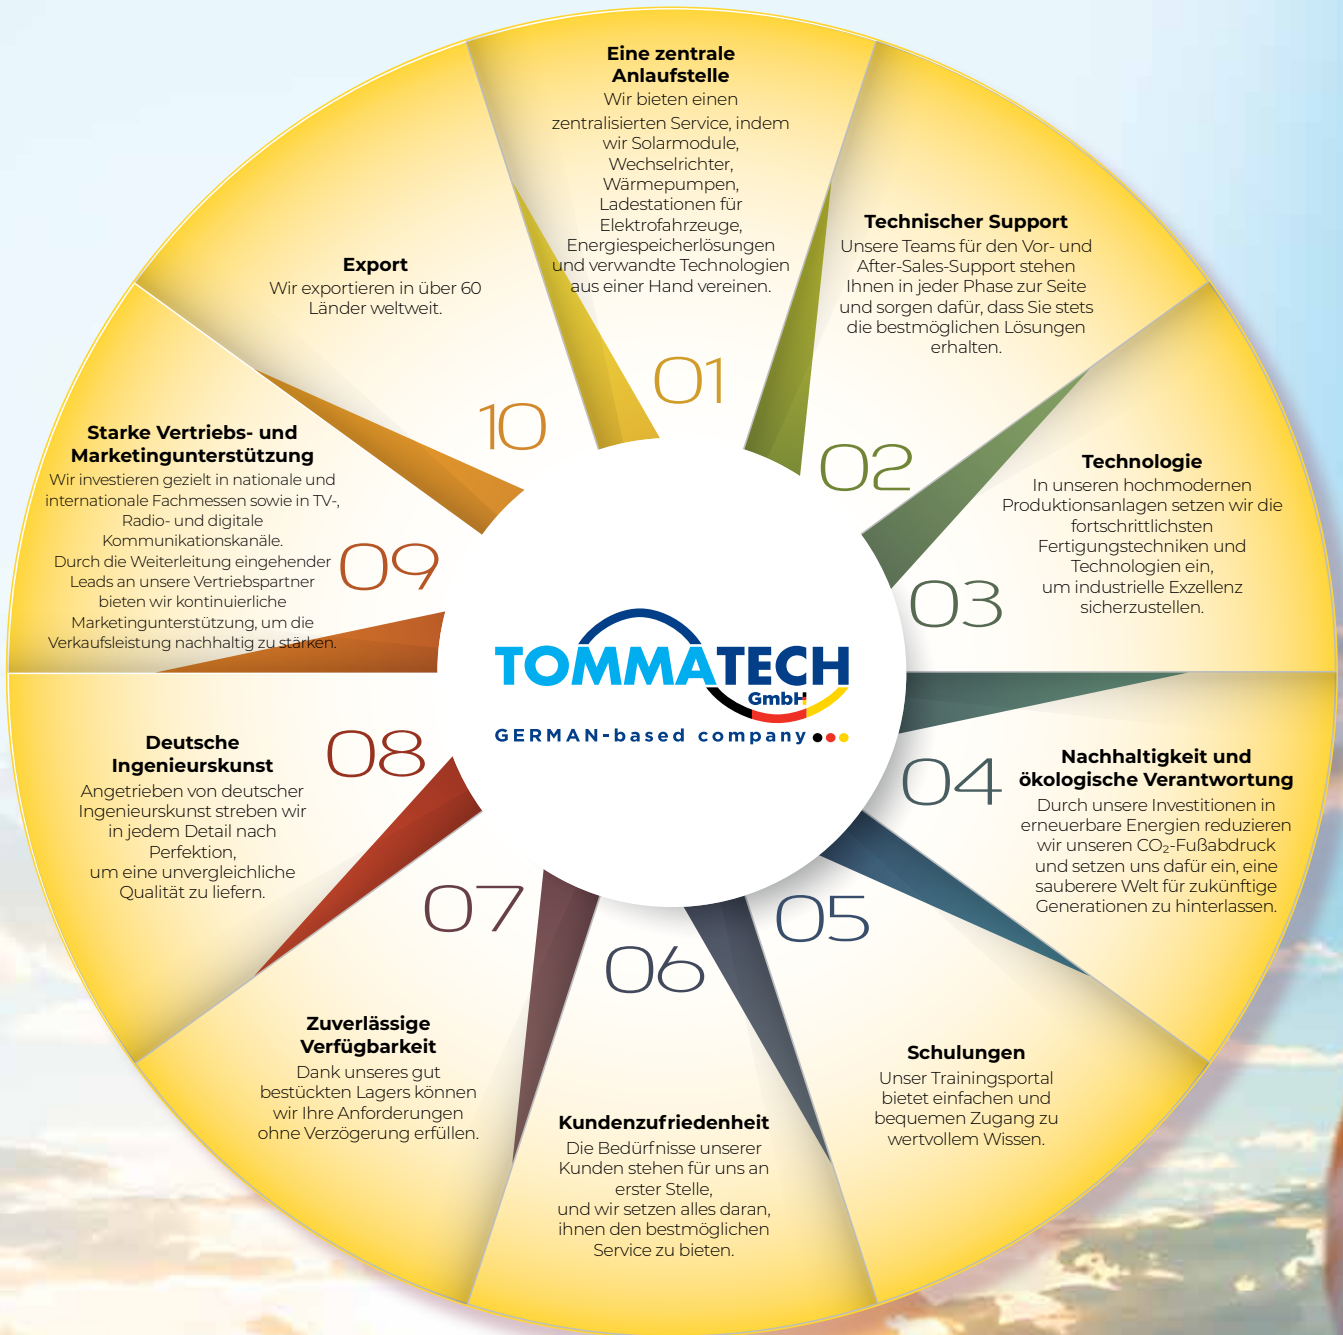 Eine zentrale
Anlaufstelle
Wir bieten einen
zentralisierten Service, indem
wir Solarmodule,
Wechselrichter,
Wärmepumpen,
Ladestationen für
Elektrofahrzeuge,
Energiespeicherlösungen
und verwandte Technologien
aus einer Hand vereinen.
01
Technischer Support
Unsere Teams für den Vor- und
After-Sales-Support stehen
Ihnen in jeder Phase zur Seite
und sorgen dafür, dass Sie stets
die bestmöglichen Lösungen
erhalten.
02
Technologie
In unseren hochmodernen
Produktionsanlagen setzen wir die
fortschrittlichsten
Fertigungstechniken und
Technologien ein,
um industrielle Exzellenz
sicherzustellen.
03
Nachhaltigkeit und
ökologische Verantwortung
Durch unsere Investitionen in
erneuerbare Energien reduzieren
wir unseren CO₂-Fußabdruck
und setzen uns dafür ein, eine
sauberere Welt für zukünftige
Generationen zu hinterlassen.
04
Schulungen
Unser Trainingsportal
bietet einfachen und
bequemen Zugang zu
wertvollem Wissen.
05
Kundenzufriedenheit
Die Bedürfnisse unserer
Kunden stehen für uns an
erster Stelle,
und wir setzen alles daran,
ihnen den bestmöglichen
Service zu bieten.
06
Zuverlässige
Verfügbarkeit
Dank unseres gut
bestückten Lagers können
wir Ihre Anforderungen
ohne Verzögerung erfüllen.
07
Deutsche
Ingenieurskunst
Angetrieben von deutscher
Ingenieurskunst streben wir
in jedem Detail nach
Perfektion,
um eine unvergleichliche
Qualität zu liefern.
08
Starke Vertriebs- und
Marketingunterstützung
Wir investieren gezielt in nationale und
internationale Fachmessen sowie in TV-,
Radio- und digitale
Kommunikationskanäle.
Durch die Weiterleitung eingehender
Leads an unsere Vertriebspartner
bieten wir kontinuierliche
Marketingunterstützung, um die
Verkaufsleistung nachhaltig zu stärken.
09
Export
Wir exportieren in über 60
Länder weltweit.
10
TOMMATECH
GmbH
GERMAN-based company